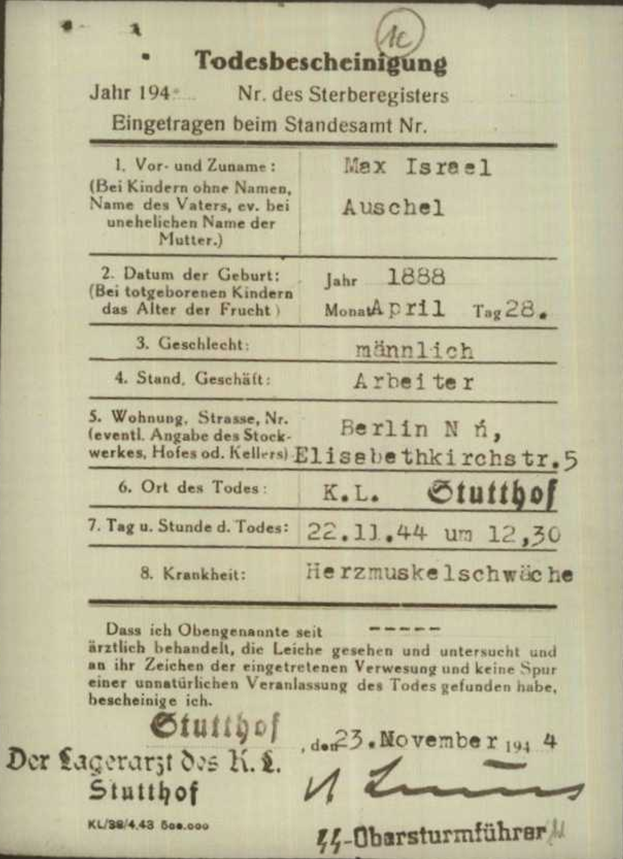 1c
Todesbescheinigung
Jahr 194 Nr. des Sterberegisters
Eingetragen beim Standesamt Nr.
1. Vor- und Zuname: Max Israel
(Bei Kindern ohne Namen,
Name des Vaters, ev. bei Auschel
unehelichen Name der
Mutter.)
2. Datum der Geburt: Jahr 1888
(Bei totgeborenen Kindern
das Alter der Frucht) Monat April Tag 28.
3. Geschlecht: männlich
4. Stand, Geschäft: Arbeiter
5. Wohnung, Strasse, Nr. Berlin N
(eventl. Angabe des Stock-
werkes, Hofes od. Kellers) Elisabethkirchstr.5
6. Ort des Todes: K.L. Stutthof
7. Tag u. Stunde d. Todes: 22.11.44 um 12,30
8. Krankheit: Herzmuskelschwäche
Dass ich Obengenannte seit -----
ärztlich behandelt, die Leiche gesehen und untersucht und
an ihr Zeichen der eingetretenen Verwesung und keine Spur
einer unnatürlichen Veranlassung des Todes gefunden habe,
bescheinige ich.
Stutthof, den 23. November 194 4
Der Lagerarzt des K. L.
Stutthof
KL/38/4.43 500.000
SS-Obersturmführer